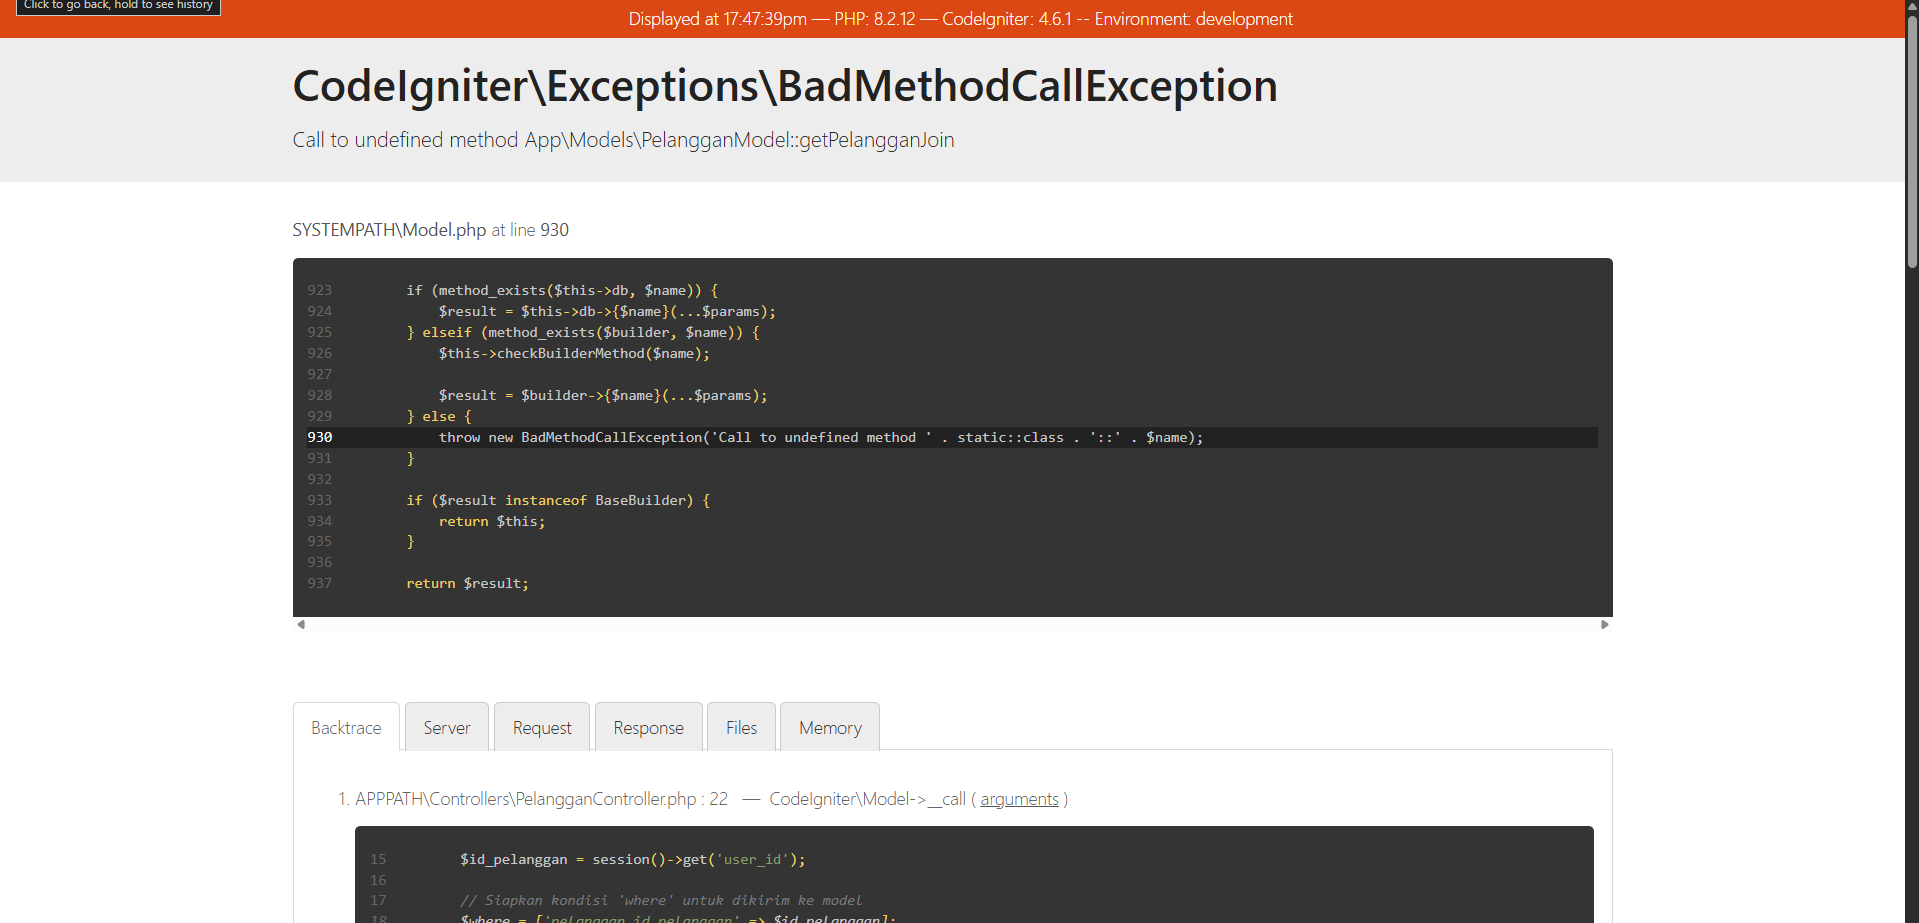 Click to go back, hold to see history
Displayed at 17:47:39pm — PHP: 8.2.12 — CodeIgniter: 4.6.1 -- Environment: development
CodeIgniter\Exceptions\BadMethodCallException
Call to undefined method App\Models\PelangganModel::getPelangganJoin
SYSTEMPATH\Model.php at line 930
923 if (method_exists($this->db, $name)) {
924 $result = $this->db->{$name}(...$params);
925 } elseif (method_exists($builder, $name)) {
926 $this->checkBuilderMethod($name);
927
928 $result = $builder->{$name}(...$params);
929 } else {
930 throw new BadMethodCallException('Call to undefined method ' . static::class . '::' . $name);
931 }
932
933 if ($result instanceof BaseBuilder) {
934 return $this;
935 }
936
937 return $result;
Backtrace Server Request Response Files Memory
1. APPPATH\Controllers\PelangganController.php : 22 — CodeIgniter\Model->__call ( arguments )
15 $id_pelanggan = session()->get('user_id');
16
17 // Siapkan kondisi 'where' untuk dikirim ke model
18 $where = ['pelanggan.id_pelanggan' => $id_pelanggan];